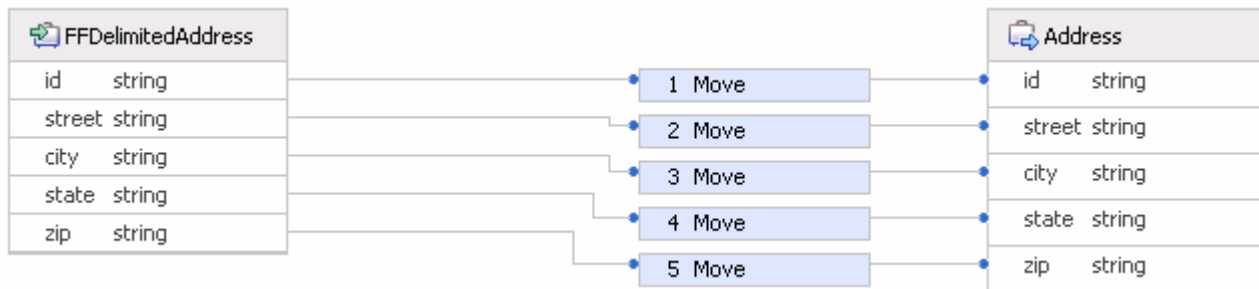 FFDelimitedAddress
id string
street string
city string
state string
zip string
1 Move
2 Move
3 Move
4 Move
5 Move
Address
id string
street string
city string
state string
zip string